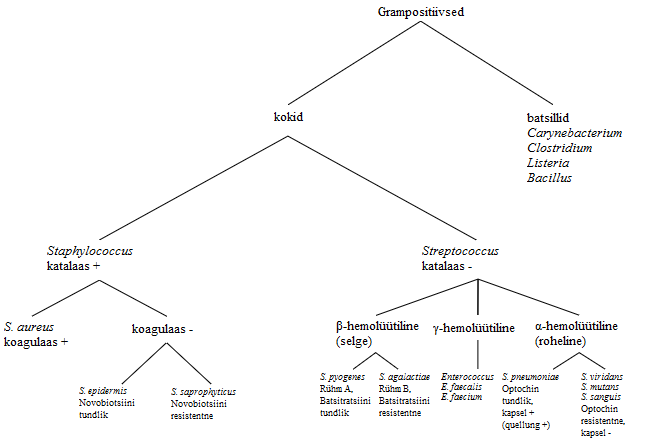 Grampositiivsed
kokid
batsillid
Carynebacterium
Clostridium
Listeria
Bacillus
Staphylococcus
katalaas +
Streptococcus
katalaas -
S. aureus
koagulaas +
koagulaas -
β-hemolüütiline
(selge)
γ-hemolüütiline
α-hemolüütiline
(roheline)
S. epidermis
Novobiotsiini
tundlik
S. saprophyticus
Novobiotsiini
resistentne
S. pyogenes
Rühm A,
Batsitratsiini
tundlik
S. agalactiae
Rühm B,
Batsitratsiini
resistentne
Enterococcus
E. faecalis
E. faecium
S. pneumoniae
Optochin
tundlik,
kapsel +
(quellung +)
S. viridans
S. mutans
S. sanguis
Optochin
resistentne,
kapsel -